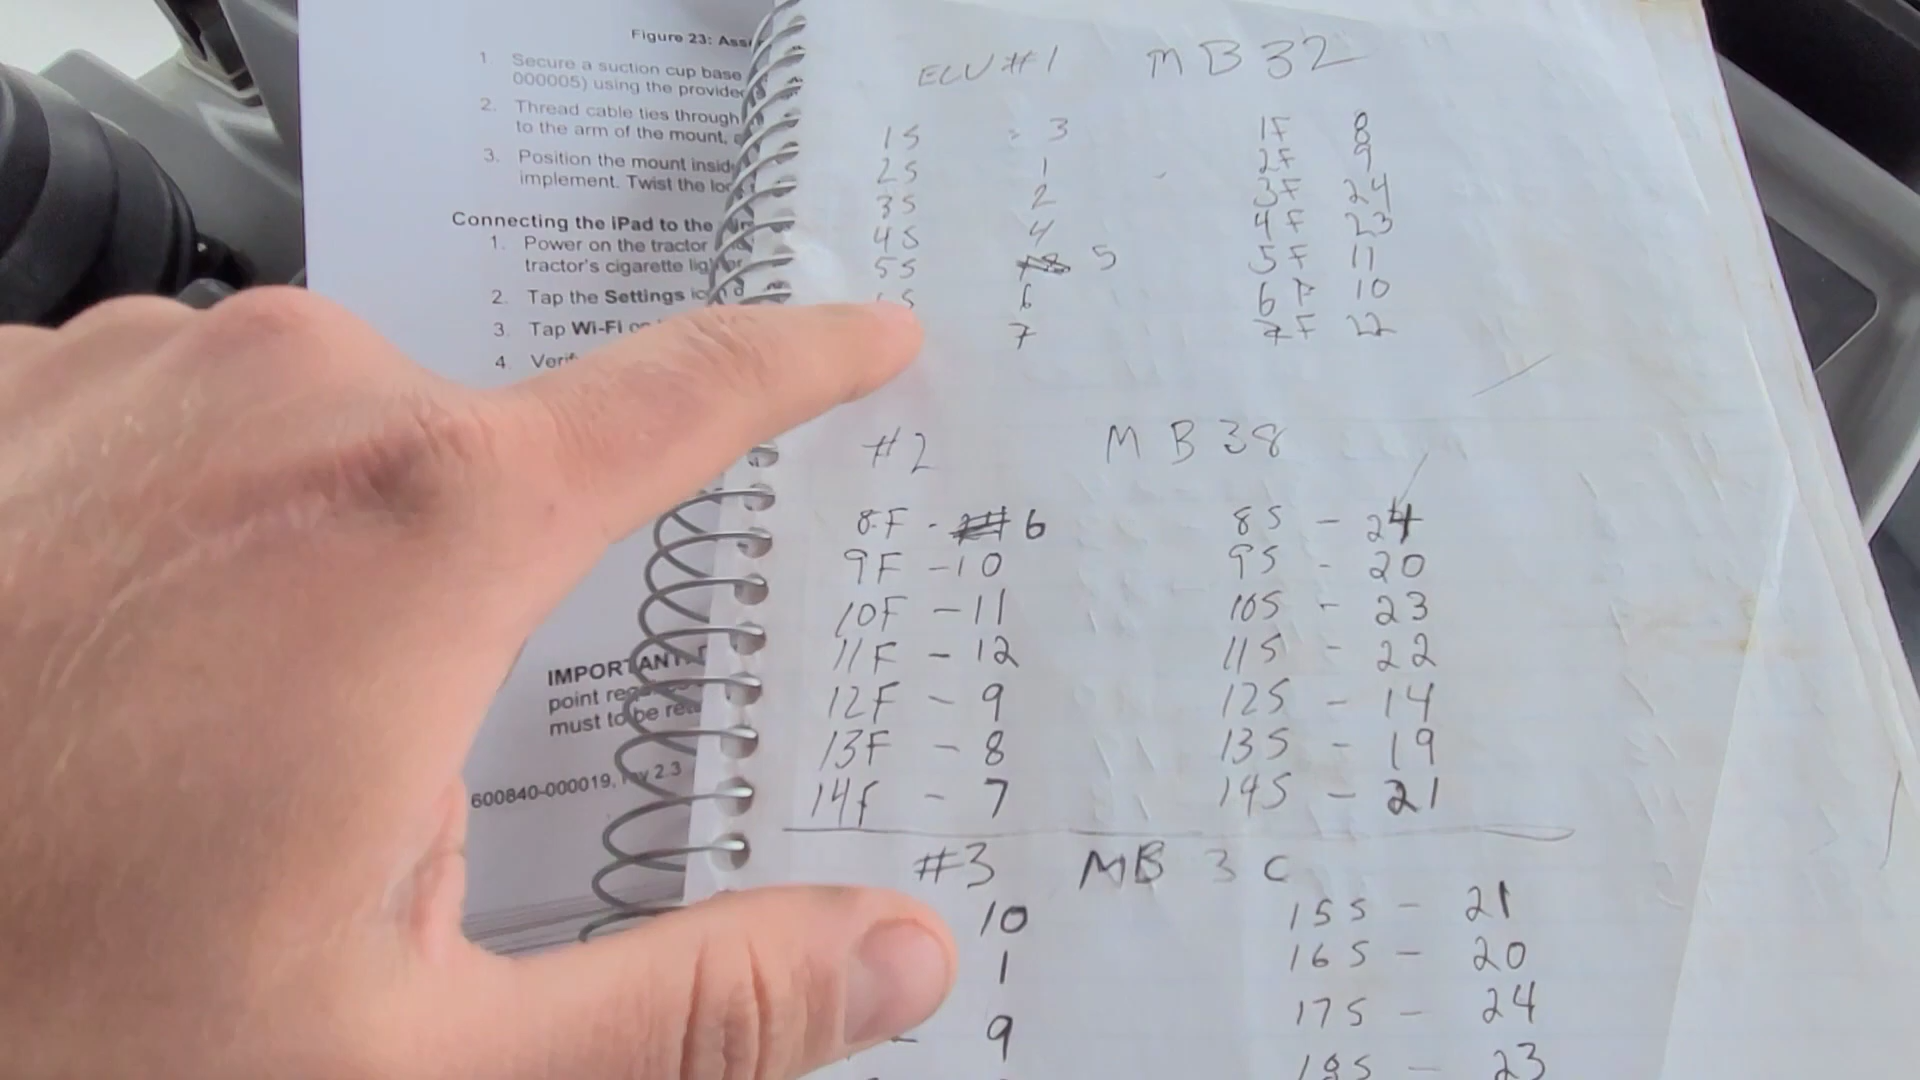 Figure 23: Ass
1 Secure a suction cup base
000005) using the provide
2. Thread cable ties through
to the arm of the mount,
3. Position the mount insid
implement. Twist the lo
Connecting the iPad to the
1. Power on the tractor
tractor's cigarette lig
2. Tap the Settings ic
3. Tap Wi-Fi
4. Veri
IMPORTANT
point reg
must to be re
600840-000019, 2.3
ECU #1 MB32
1S 3 1F 8
2S 1 2F 9
3S 2 3F 24
4S 4 4F 23
5S 5 5F 11
S 6 6F 10
7 7F 22
#2 MB38
8F - 6 8S - 24
9F - 10 9S - 20
10F - 11 10S - 23
11F - 12 11S - 22
12F - 9 12S - 14
13F - 8 13S - 19
14F - 7 14S - 21
#3 MB 3C
10 15S - 21
1 16S - 20
- 9 17S - 24
18S - 23